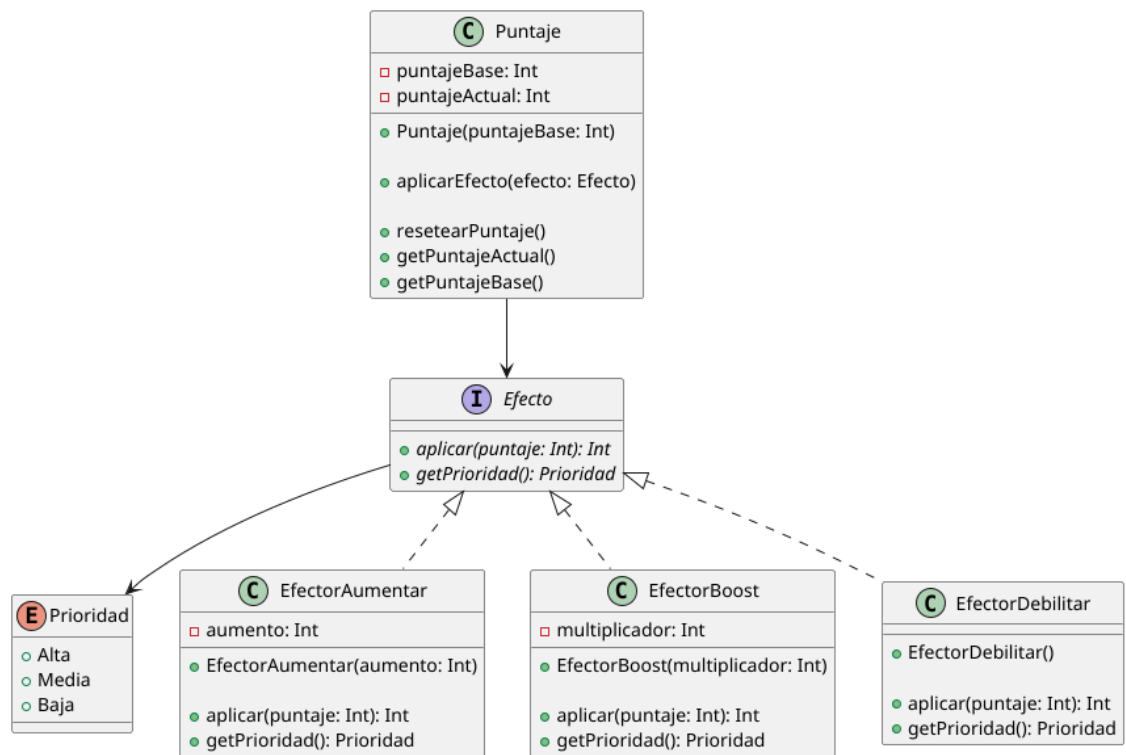 C Puntaje
puntajeBase: Int
puntajeActual: Int
Puntaje(puntajeBase: Int)
aplicarEfecto(efecto: Efecto)
resetearPuntaje()
getPuntajeActual()
getPuntajeBase()
I Efecto
aplicar(puntaje: Int): Int
getPrioridad(): Prioridad
E Prioridad
Alta
Media
Baja
C EfectorAumentar
aumento: Int
EfectorAumentar(aumento: Int)
aplicar(puntaje: Int): Int
getPrioridad(): Prioridad
C EfectorBoost
multiplicador: Int
EfectorBoost(multiplicador: Int)
aplicar(puntaje: Int): Int
getPrioridad(): Prioridad
C EfectorDebilitar
EfectorDebilitar()
aplicar(puntaje: Int): Int
getPrioridad(): Prioridad